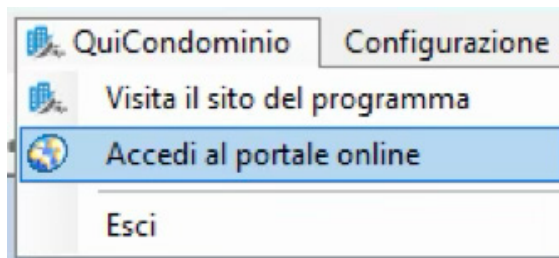 QuiCondominio Configurazione
Visita il sito del programma
Accedi al portale online
Esci